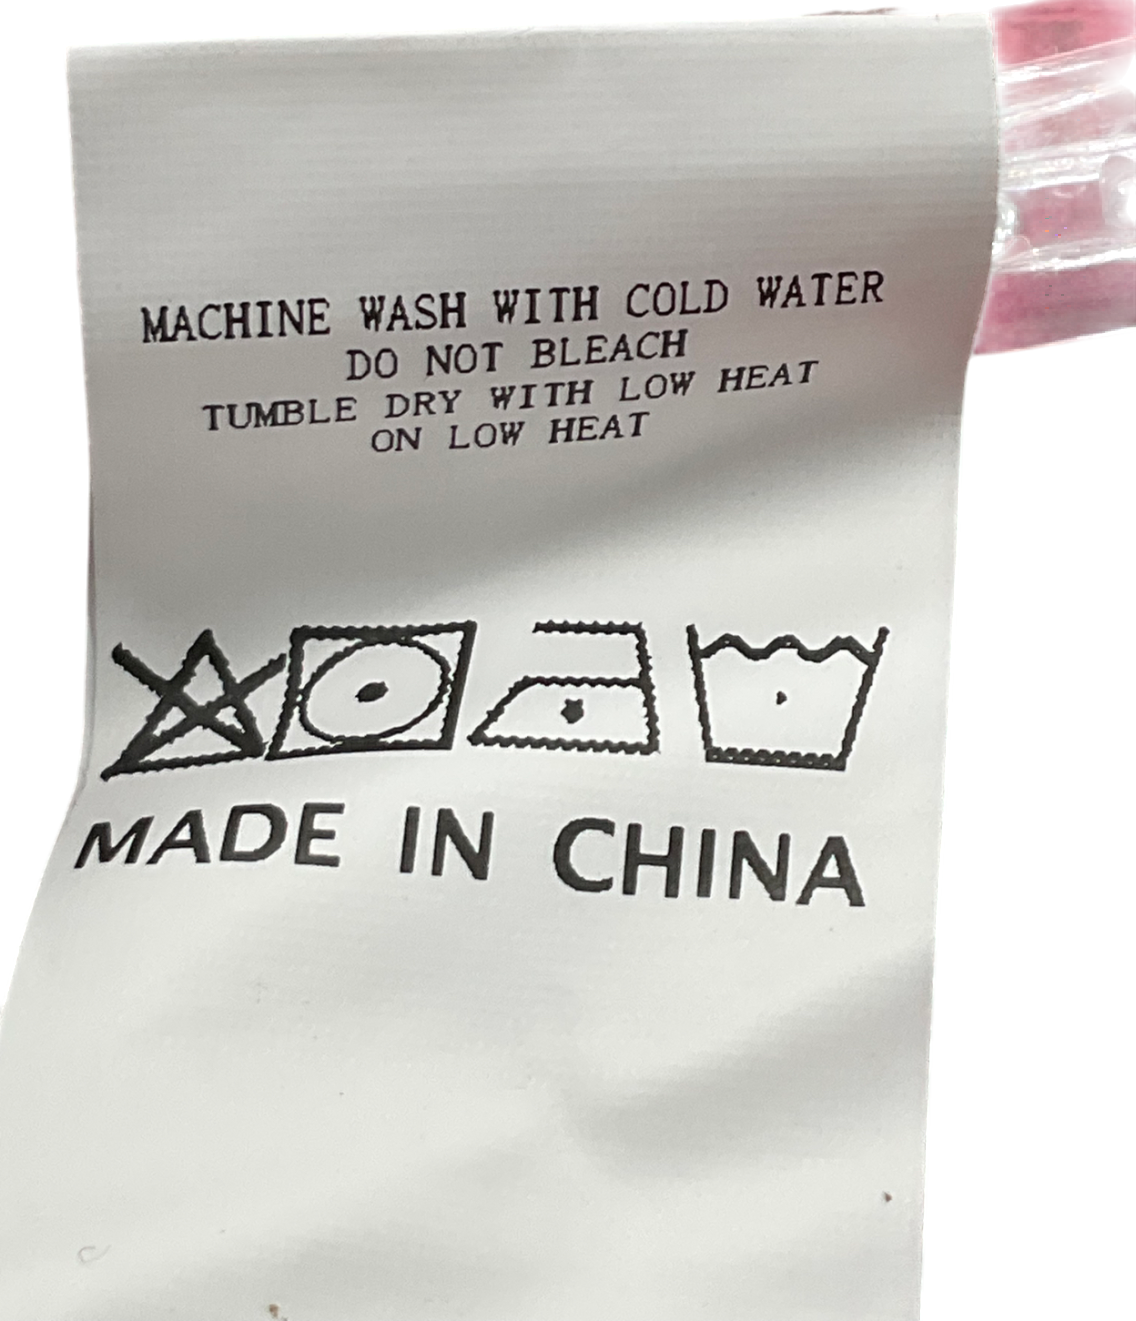 MACHINE WASH WITH COLD WATER
DO NOT BLEACH
TUMBLE DRY WITH LOW HEAT
ON LOW HEAT
MADE IN CHINA